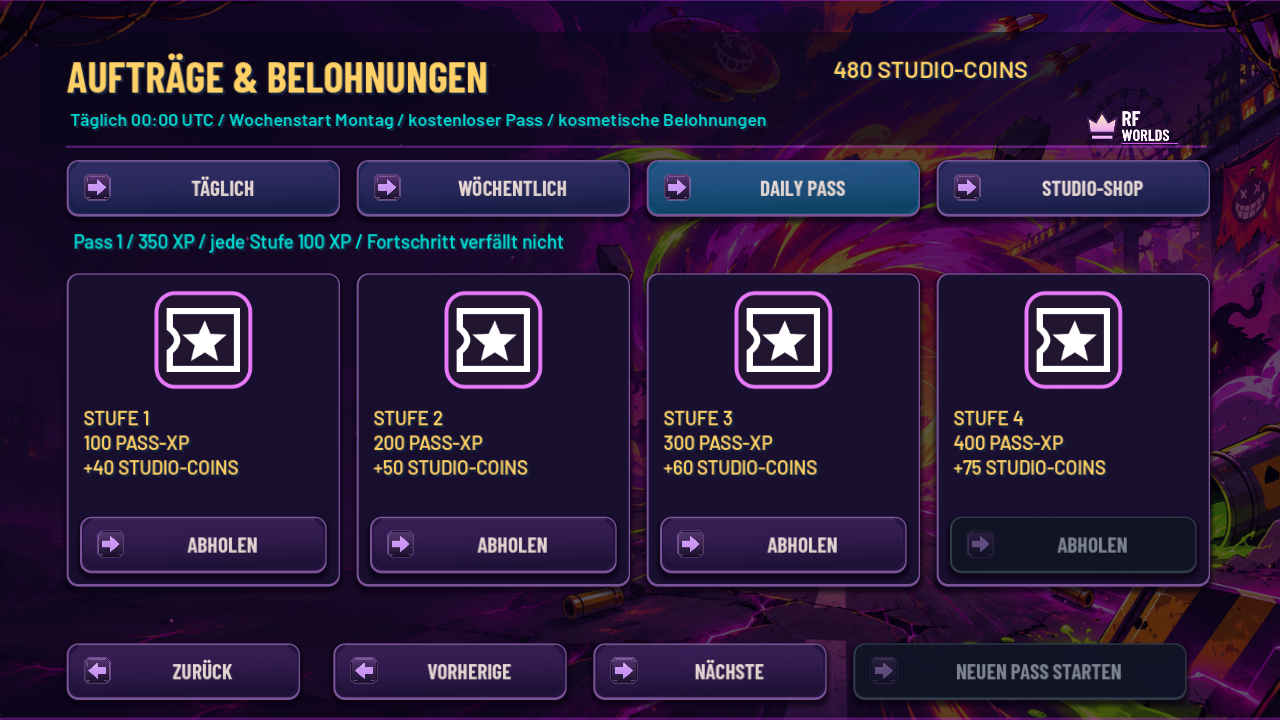 AUFTRÄGE & BELOHNUNGEN
480 STUDIO-COINS
Täglich 00:00 UTC / Wochenstart Montag / kostenloser Pass / kosmetische Belohnungen
RF
WORLDS
TÄGLICH
WÖCHENTLICH
DAILY PASS
STUDIO-SHOP
Pass 1 / 350 XP / jede Stufe 100 XP / Fortschritt verfällt nicht
STUFE 1
100 PASS-XP
+40 STUDIO-COINS
ABHOLEN
STUFE 2
200 PASS-XP
+50 STUDIO-COINS
ABHOLEN
STUFE 3
300 PASS-XP
+60 STUDIO-COINS
ABHOLEN
STUFE 4
400 PASS-XP
+75 STUDIO-COINS
ABHOLEN
ZURÜCK
VORHERIGE
NÄCHSTE
NEUEN PASS STARTEN